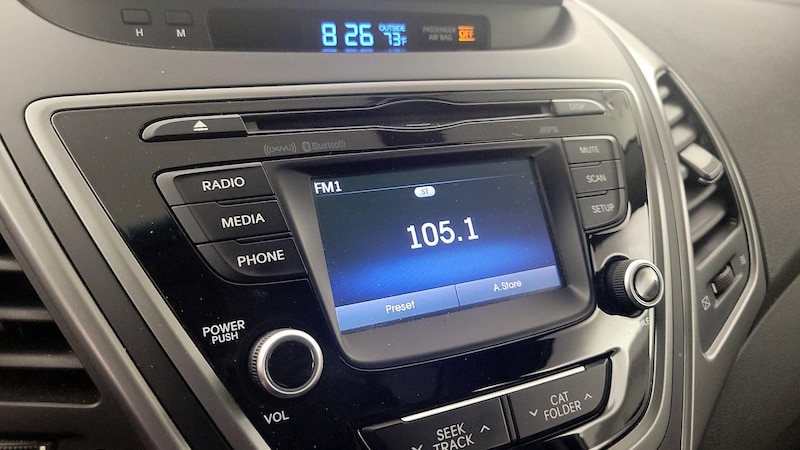 H M
8:26 OUTSIDE 73°F PASSENGER AIR BAG OFF
DISP
Bluetooth
RADIO
MEDIA
PHONE
MUTE
SCAN
SETUP
FM1
ST
105.1
Preset A.Store
POWER
PUSH
VOL
SEEK
TRACK
CAT
FOLDER